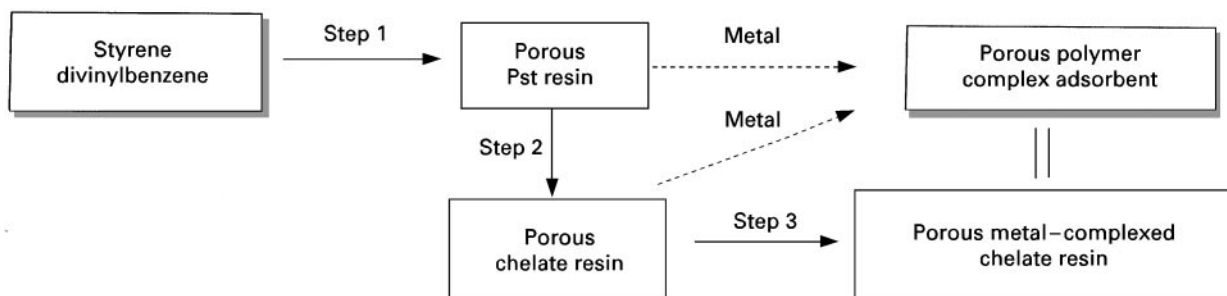 Styrene
divinylbenzene
Step 1
Porous
Pst resin
Metal
Porous polymer
complex adsorbent
Step 2
Metal
Porous
chelate resin
Step 3
Porous metal–complexed
chelate resin